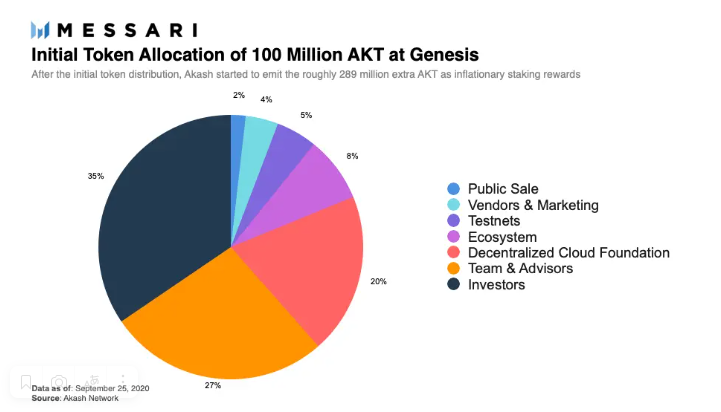 MESSARI
Initial Token Allocation of 100 Million AKT at Genesis
After the initial token distribution, Akash started to emit the roughly 289 million extra AKT as inflationary staking rewards
2%
4%
5%
8%
35%
20%
27%
Public Sale
Vendors & Marketing
Testnets
Ecosystem
Decentralized Cloud Foundation
Team & Advisors
Investors
Data as of: September 25, 2020
Source: Akash Network